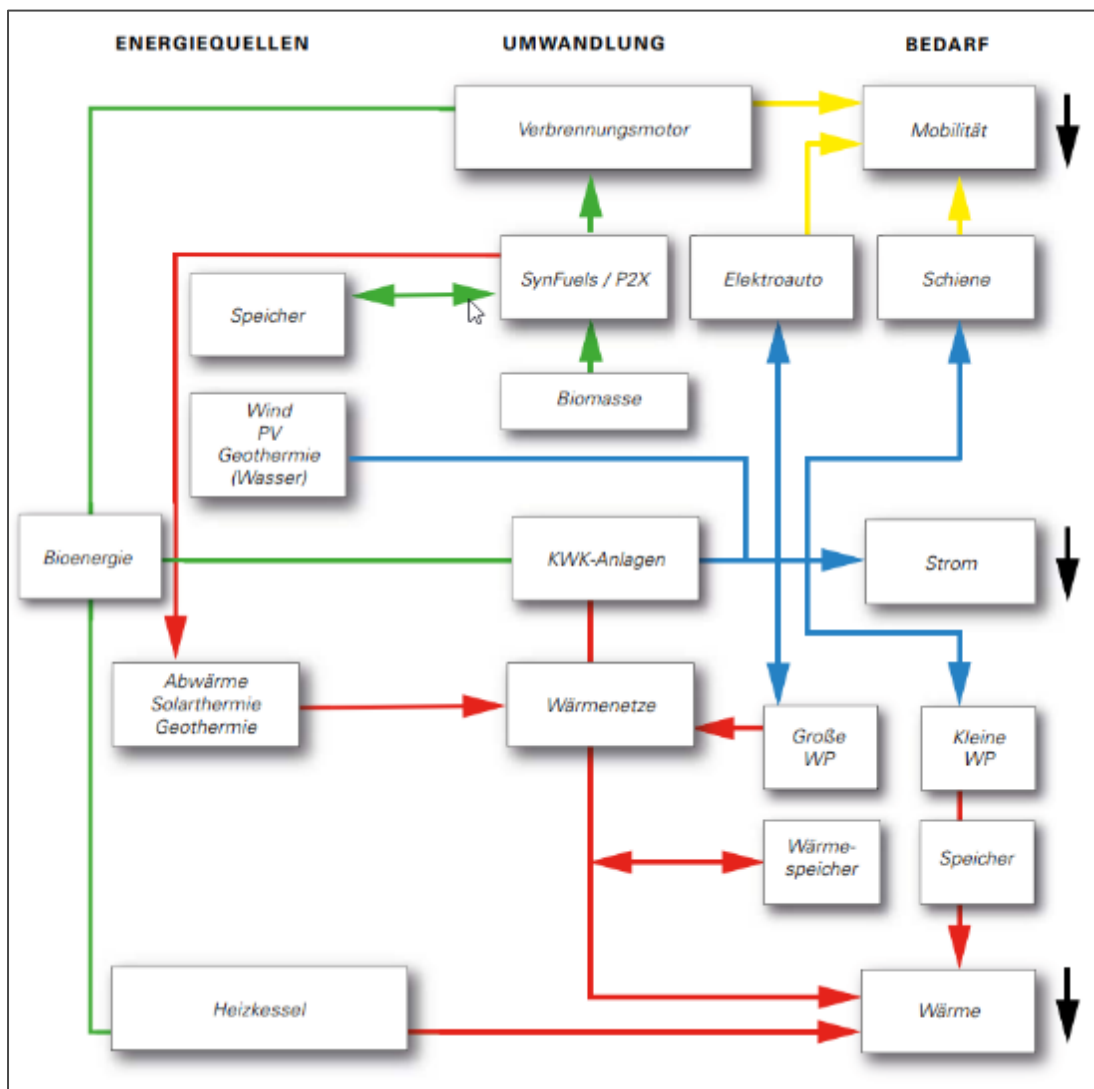 ENERGIEQUELLEN
UMWANDLUNG
BEDARF
Verbrennungsmotor
Mobilität
SynFuels / P2X
Elektroauto
Schiene
Speicher
Biomasse
Wind
PV
Geothermie
(Wasser)
Bioenergie
KWK-Anlagen
Strom
Abwärme
Solarthermie
Geothermie
Wärmenetze
Große
WP
Kleine
WP
Wärme-
speicher
Speicher
Heizkessel
Wärme